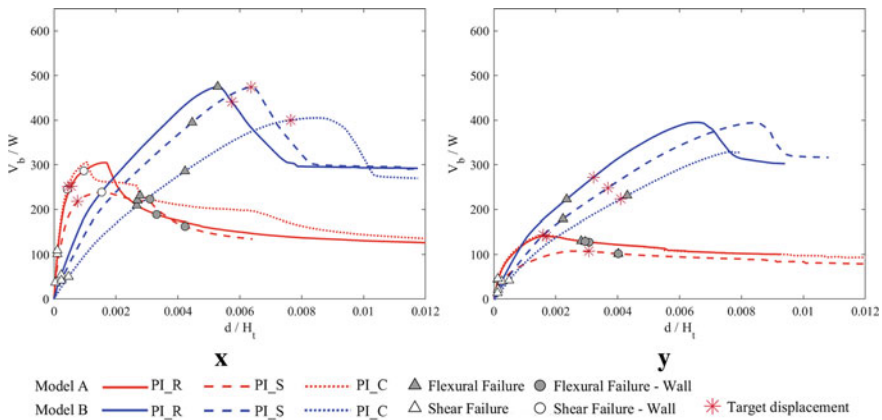 600
500
400
300
200
100
0
V_b / W
0 0.002 0.004 0.006 0.008 0.01 0.012
d / H_t
x
600
500
400
300
200
100
0
V_b / W
0 0.002 0.004 0.006 0.008 0.01 0.012
d / H_t
y
Model A PI_R PI_S PI_C Flexural Failure Flexural Failure - Wall
Model B PI_R PI_S PI_C Shear Failure Shear Failure - Wall Target displacement